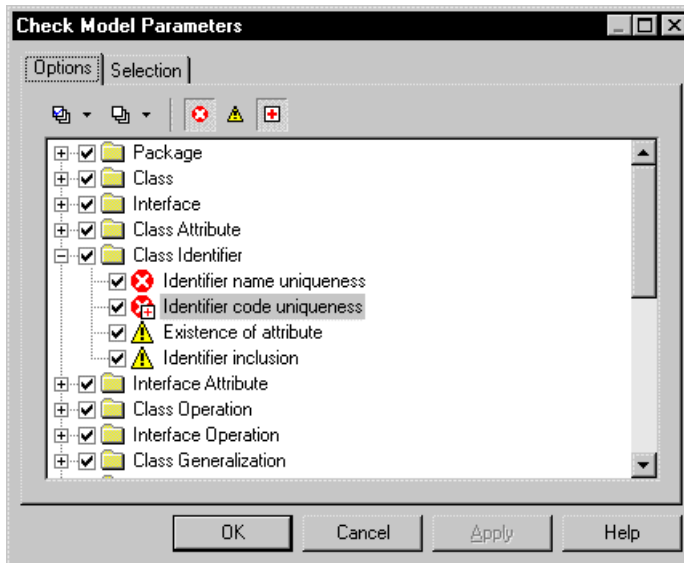 Check Model Parameters
Options
Selection
Package
Class
Interface
Class Attribute
Class Identifier
Identifier name uniqueness
Identifier code uniqueness
Existence of attribute
Identifier inclusion
Interface Attribute
Class Operation
Interface Operation
Class Generalization
OK
Cancel
Apply
Help